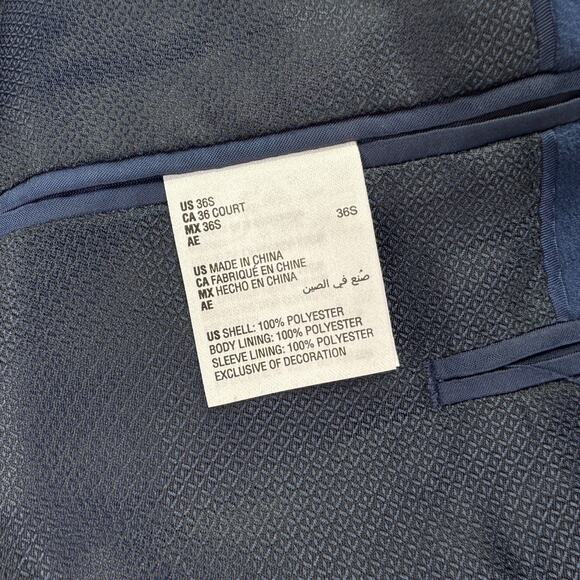 US 36S
CA 36 COURT
MX 36S 36S
AE
US MADE IN CHINA
CA FABRIQUÉ EN CHINE
MX HECHO EN CHINA صُنع في الصين
AE
US SHELL: 100% POLYESTER
BODY LINING: 100% POLYESTER
SLEEVE LINING: 100% POLYESTER
EXCLUSIVE OF DECORATION